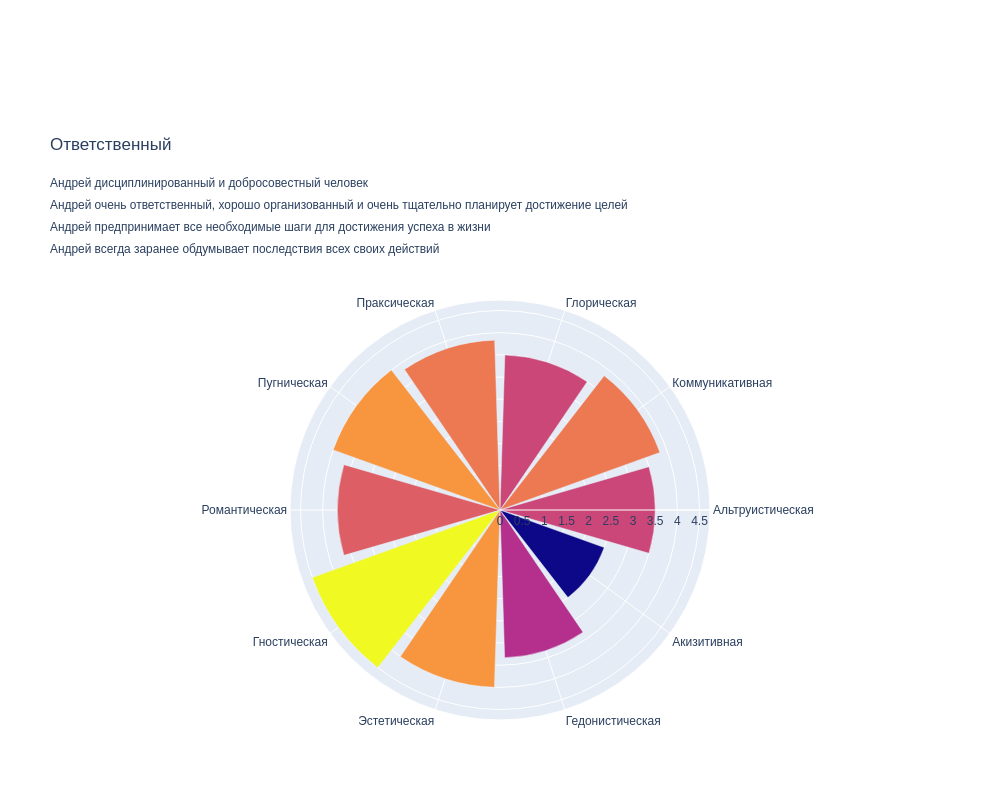 Ответственный
Андрей дисциплинированный и добросовестный человек
Андрей очень ответственный, хорошо организованный и очень тщательно планирует достижение целей
Андрей предпринимает все необходимые шаги для достижения успеха в жизни
Андрей всегда заранее обдумывает последствия всех своих действий
Праксическая
Глорическая
Пугническая
Коммуникативная
Романтическая
Альтруистическая
0 0.5 1 1.5 2 2.5 3 3.5 4 4.5
Гностическая
Акизитивная
Эстетическая
Гедонистическая